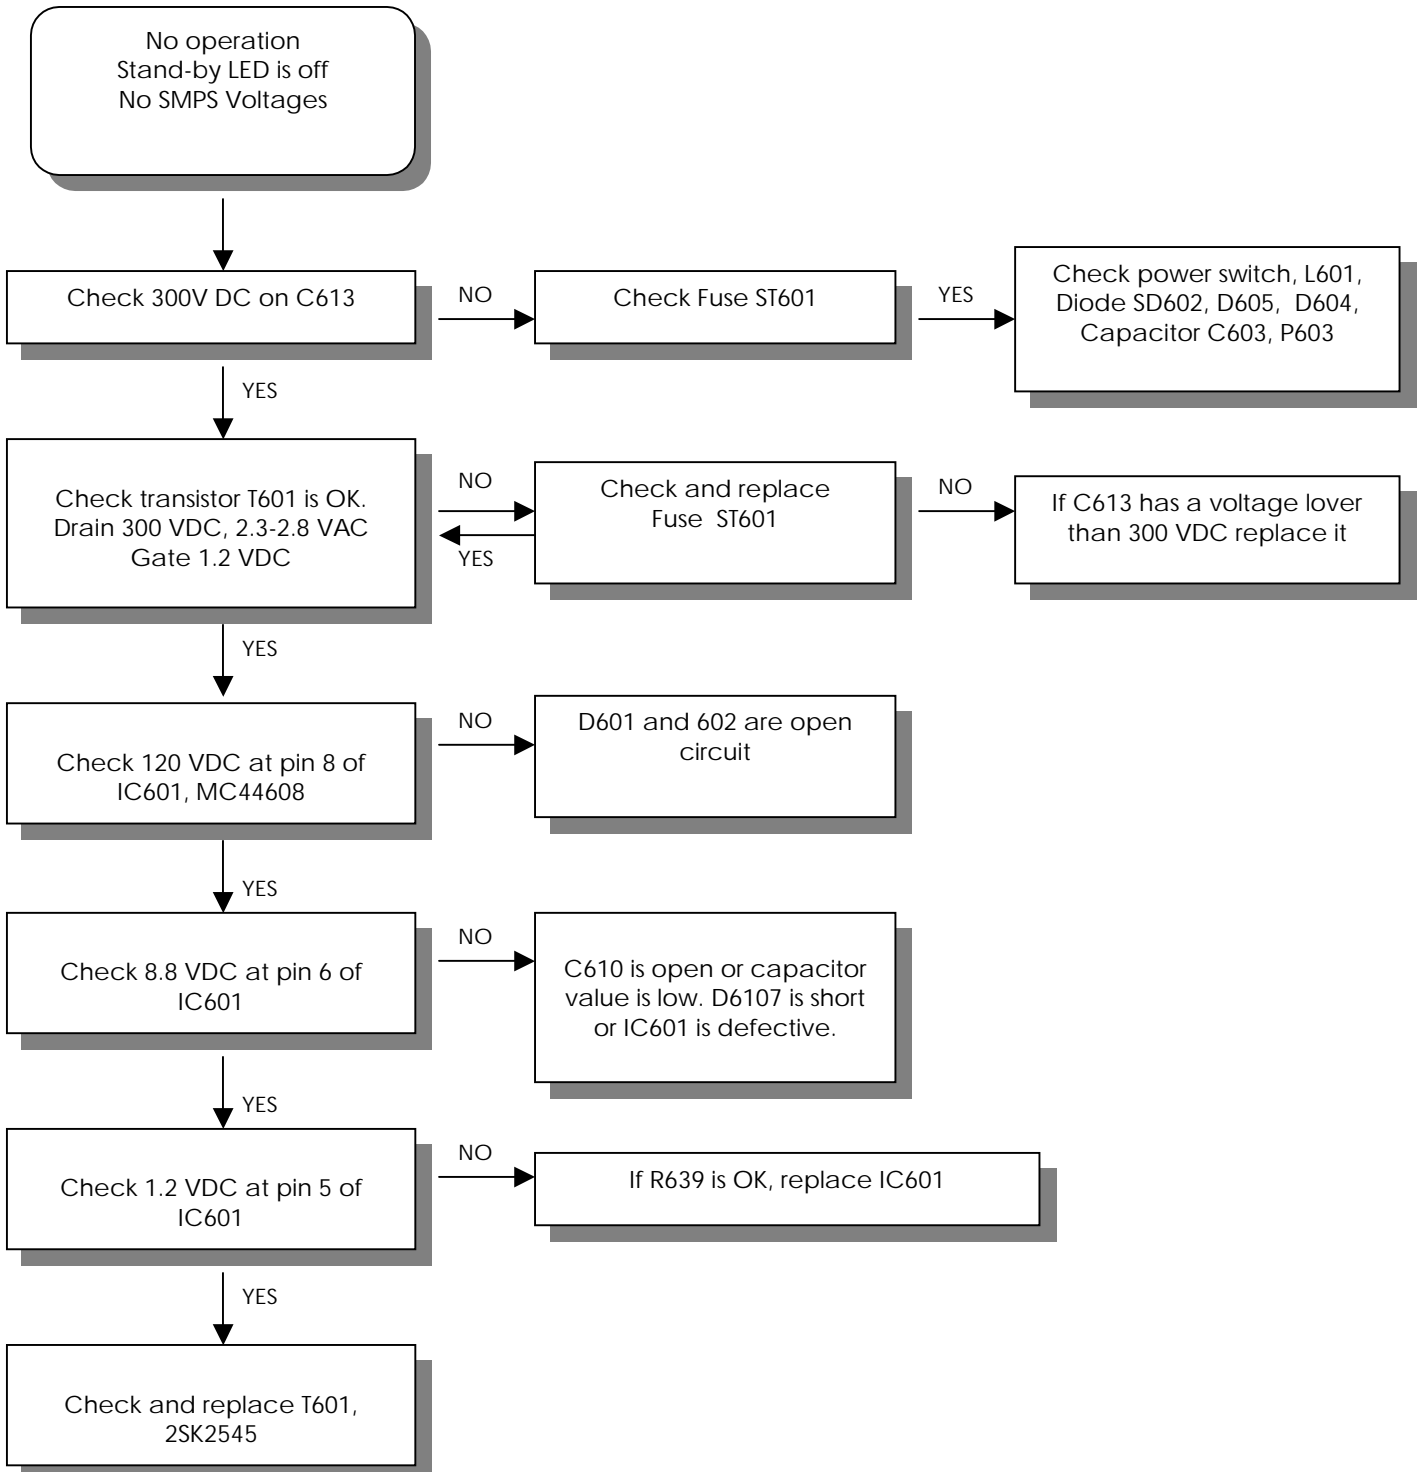 No operation
Stand-by LED is off
No SMPS Voltages
Check 300V DC on C613
NO
Check Fuse ST601
YES
Check power switch, L601,
Diode SD602, D605, D604,
Capacitor C603, P603
YES
Check transistor T601 is OK.
Drain 300 VDC, 2.3-2.8 VAC
Gate 1.2 VDC
NO
YES
Check and replace
Fuse ST601
NO
If C613 has a voltage lover
than 300 VDC replace it
YES
Check 120 VDC at pin 8 of
IC601, MC44608
NO
D601 and 602 are open
circuit
YES
Check 8.8 VDC at pin 6 of
IC601
NO
C610 is open or capacitor
value is low. D6107 is short
or IC601 is defective.
YES
Check 1.2 VDC at pin 5 of
IC601
NO
If R639 is OK, replace IC601
YES
Check and replace T601,
2SK2545